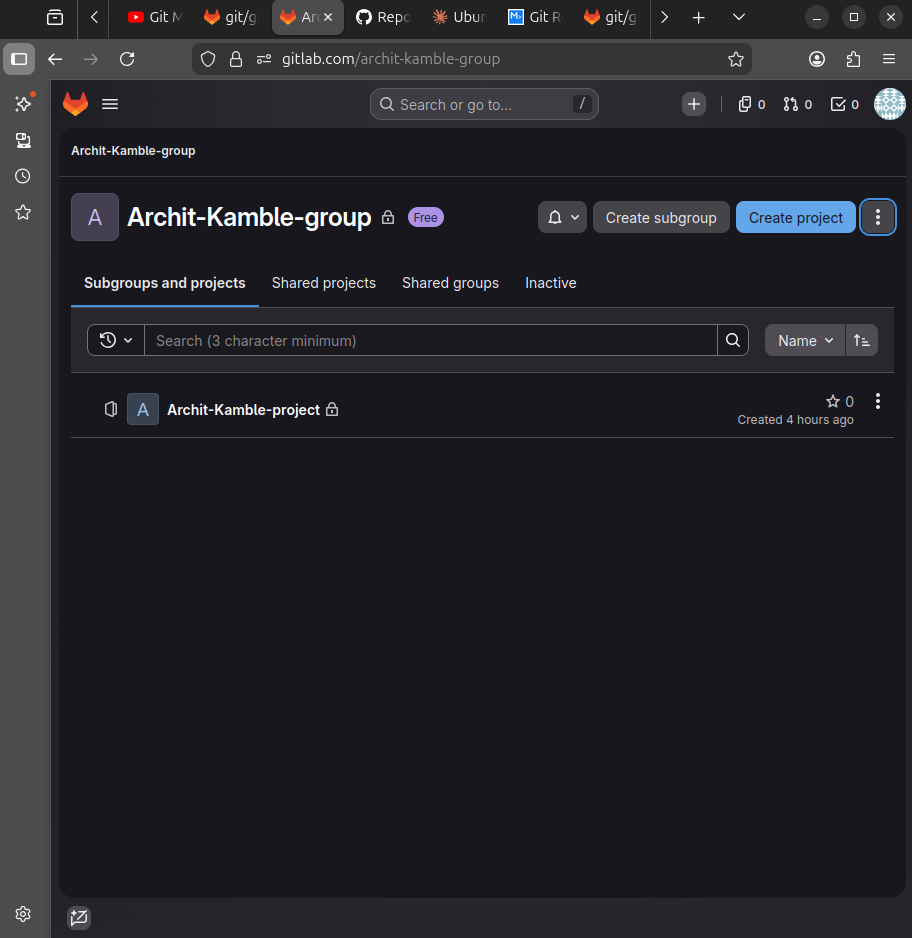 Git M
git/g
Ar
Repo
Ubur
Git R
git/g
gitlab.com/archit-kamble-group
Search or go to...
/
0
0
0
Archit-Kamble-group
A
Archit-Kamble-group
Free
Create subgroup
Create project
Subgroups and projects
Shared projects
Shared groups
Inactive
Search (3 character minimum)
Name
A
Archit-Kamble-project
0
Created 4 hours ago